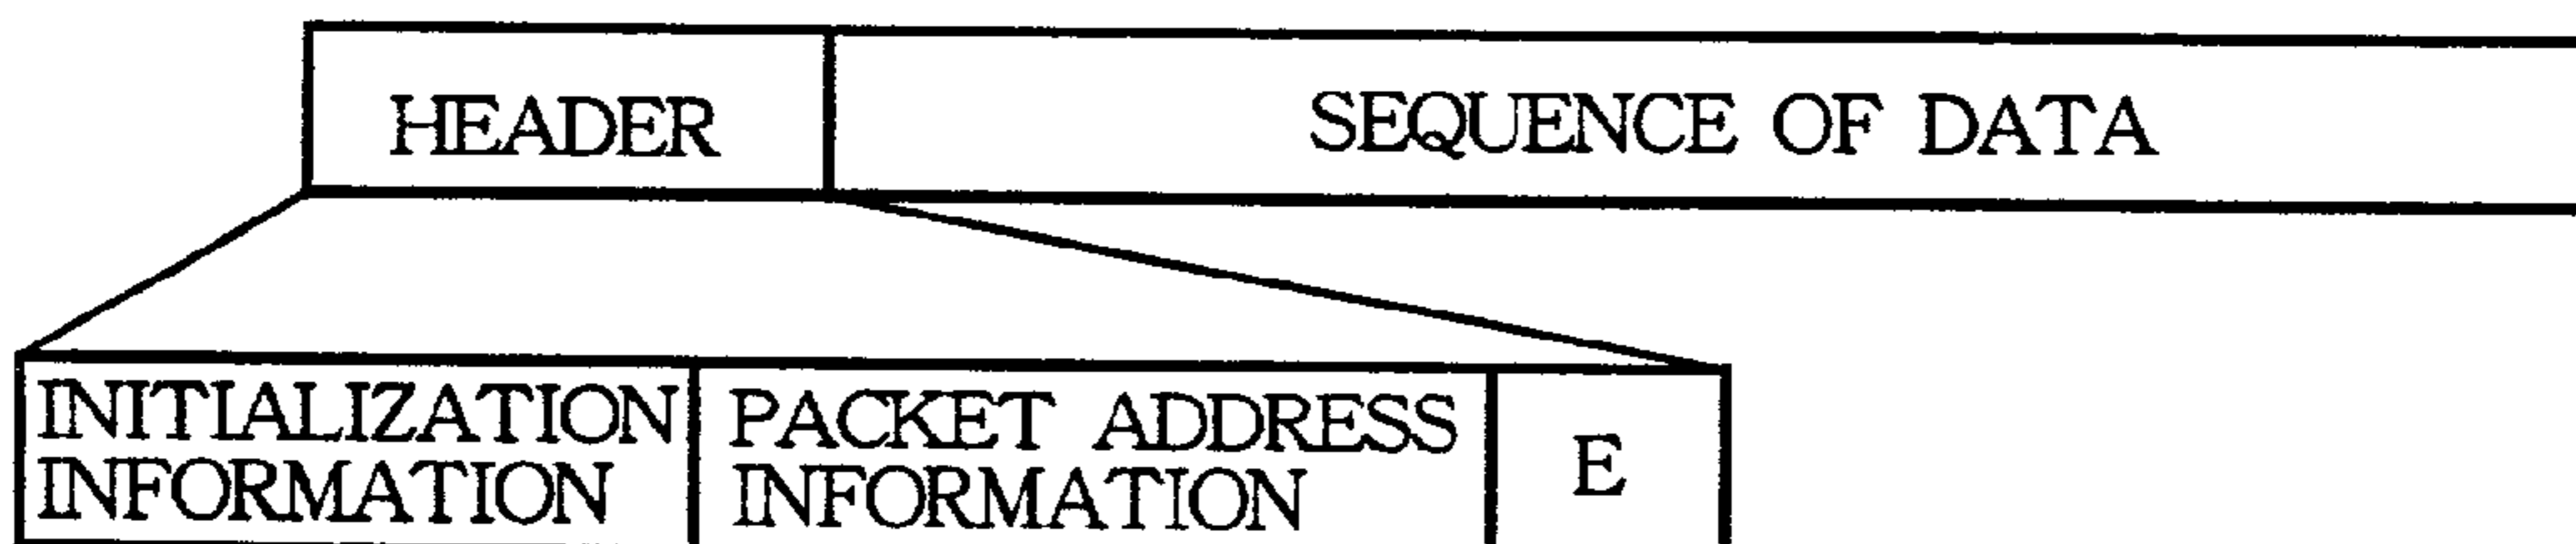 HEADER SEQUENCE OF DATA
INITIALIZATION PACKET ADDRESS E
INFORMATION INFORMATION